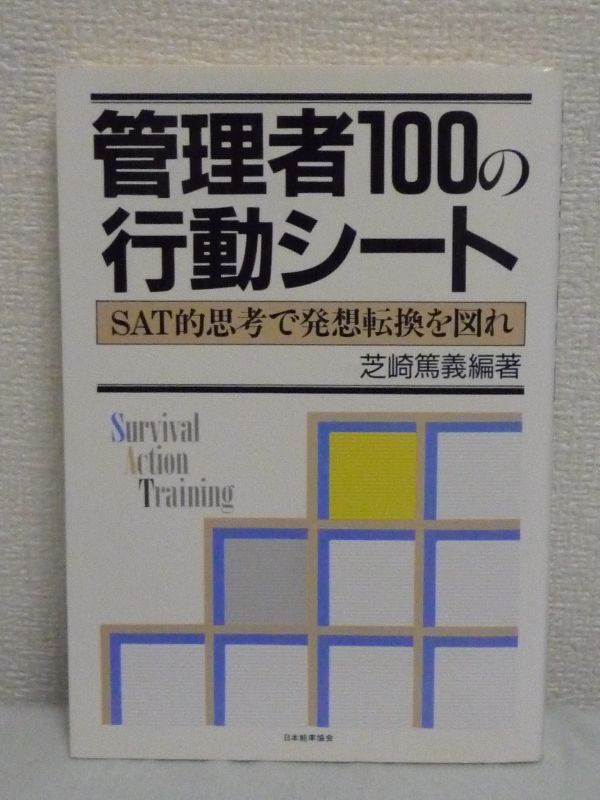 管理者100の
行動シート
SAT的思考で発想転換を図れ
芝崎篤義編著
Survival
Action
Training
日本能率協会